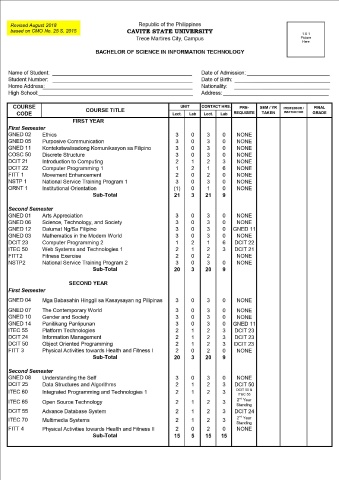 Revised August 2018
based on CMO No. 25 S. 2015
Republic of the Philippines
CAVITE STATE UNIVERSITY
Trece Martires City, Campus
1 X 1
Picture
Here
BACHELOR OF SCIENCE IN INFORMATION TECHNOLOGY
Name of Student: Date of Admission:
Student Number: Date of Birth:
Home Address: Nationality:
High School: Address:
COURSE CODE COURSE TITLE UNIT CONTACT HRS. PRE-REQUISITE SEM / YR TAKEN PROFESSOR / INSTRUCTOR FINAL GRADE
Lect. Lab Lect. Lab
FIRST YEAR
First Semester
GNED 02 Ethics 3 0 3 0 NONE
GNED 05 Purposive Communication 3 0 3 0 NONE
GNED 11 Kontekstwalisadong Komunikasyon sa Filipino 3 0 3 0 NONE
COSC 50 Discrete Structure 3 0 3 0 NONE
DCIT 21 Introduction to Computing 2 1 2 3 NONE
DCIT 22 Computer Programming 1 1 2 1 6 NONE
FITT 1 Movement Enhancement 2 0 2 0 NONE
NSTP 1 National Service Training Program 1 3 0 3 0 NONE
ORNT 1 Institutional Orientation (1) 0 1 0 NONE
Sub-Total 21 3 21 9
Second Semester
GNED 01 Arts Appreciation 3 0 3 0 NONE
GNED 06 Science, Technology, and Society 3 0 3 0 NONE
GNED 12 Dalumat Ng/Sa Filipino 3 0 3 0 GNED 11
GNED 03 Mathematics in the Modern World 3 0 3 0 NONE
DCIT 23 Computer Programming 2 1 2 1 6 DCIT 22
ITEC 50 Web Systems and Technologies 1 2 1 2 3 DCIT 21
FITT2 Fitness Exercise 2 0 2 NONE
NSTP2 National Service Training Program 2 3 0 3 0 NONE
Sub-Total 20 3 20 9
SECOND YEAR
First Semester
GNED 04 Mga Babasahin Hinggil sa Kasaysayan ng Pilipinas 3 0 3 0 NONE
GNED 07 The Contemporary World 3 0 3 0 NONE
GNED 10 Gender and Society 3 0 3 0 NONE
GNED 14 Panitikang Panlipunan 3 0 3 0 GNED 11
ITEC 55 Platform Technologies 2 1 2 3 DCIT 23
DCIT 24 Information Management 2 1 2 3 DCIT 23
DCIT 50 Object Oriented Programming 2 1 2 3 DCIT 23
FITT 3 Physical Activities towards Health and Fitness I 2 0 2 0 NONE
Sub-Total 20 3 20 9
Second Semester
GNED 08 Understanding the Self 3 0 3 0 NONE
DCIT 25 Data Structures and Algorithms 2 1 2 3 DCIT 50
ITEC 60 Integrated Programming and Technologies 1 2 1 2 3 DCIT 50 & ITEC 50
ITEC 65 Open Source Technology 2 1 2 3 2nd Year Standing
DCIT 55 Advance Database System 2 1 2 3 DCIT 24
ITEC 70 Multimedia Systems 2 1 2 3 2nd Year Standing
FITT 4 Physical Activities towards Health and Fitness II 2 0 2 0 NONE
Sub-Total 15 5 15 15